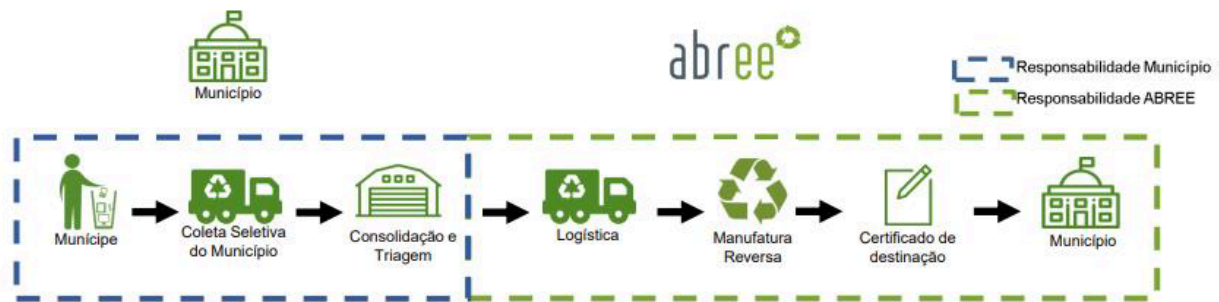 Município
abree
Responsabilidade Município
Responsabilidade ABREE
Munícipe
Coleta Seletiva
do Município
Consolidação e
Triagem
Logística
Manufatura
Reversa
Certificado de
destinação
Município